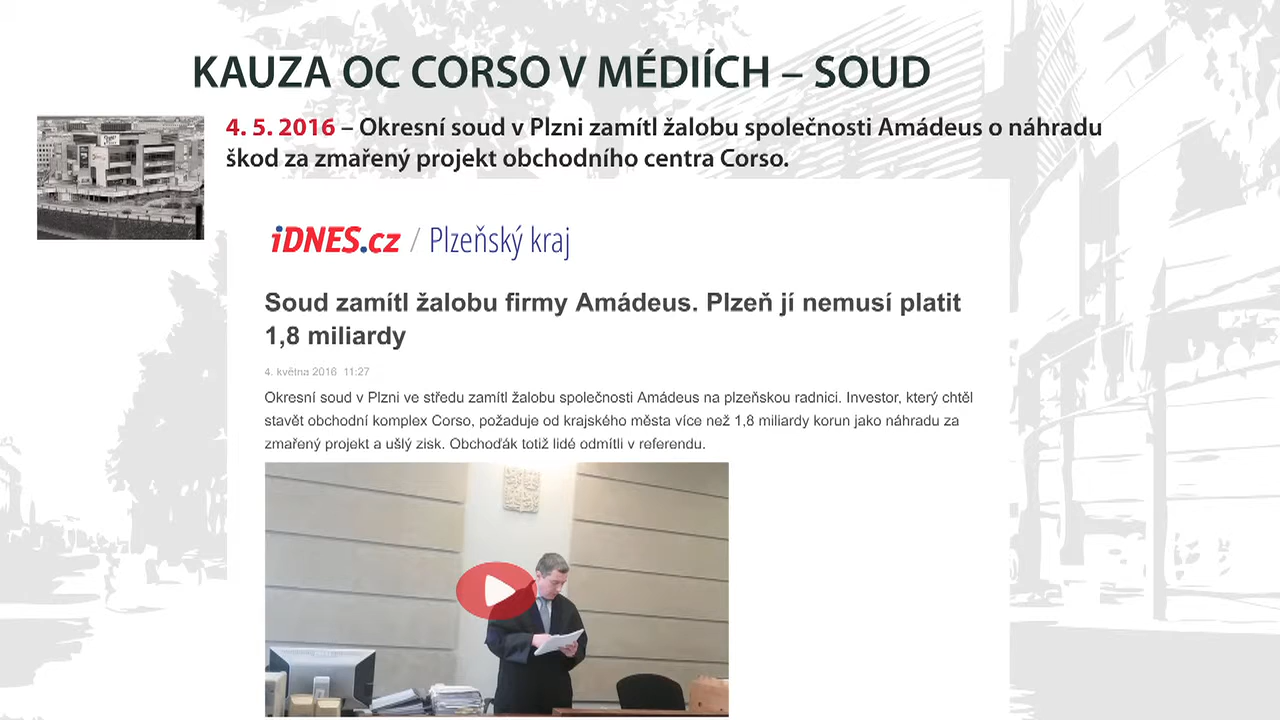 KAUZA OC CORSO V MÉDIÍCH – SOUD
4. 5. 2016 – Okresní soud v Plzni zamítl žalobu společnosti Amádeus o náhradu
škod za zmařený projekt obchodního centra Corso.
iDNES.cz / Plzeňský kraj
Soud zamítl žalobu firmy Amádeus. Plzeň jí nemusí platit
1,8 miliardy
4. května 2016 11:27
Okresní soud v Plzni ve středu zamítl žalobu společnosti Amádeus na plzeňskou radnici. Investor, který chtěl
stavět obchodní komplex Corso, požaduje od krajského města více než 1,8 miliardy korun jako náhradu za
zmařený projekt a ušlý zisk. Obchoďák totiž lidé odmítli v referendu.